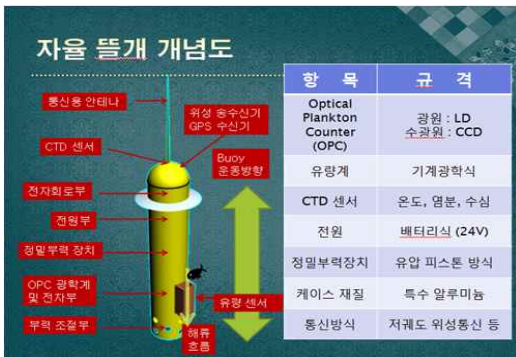 자율 뜰개 개념도
통신용 안테나
위성 송수신기
GPS 수신기
CTD 센서
Buoy
운동방향
전자회로부
전원부
정밀부력 장치
OPC 광학계
및 전자부
유량 센서
부력 조절부
해류
흐름
항 목 규 격
Optical
Plankton
Counter
(OPC)
광원 : LD
수광원 : CCD
유량계 기계광학식
CTD 센서 온도, 염분, 수심
전원 배터리식 (24V)
정밀부력장치 유압 피스톤 방식
케이스 재질 특수 알루미늄
통신방식 저궤도 위성통신 등